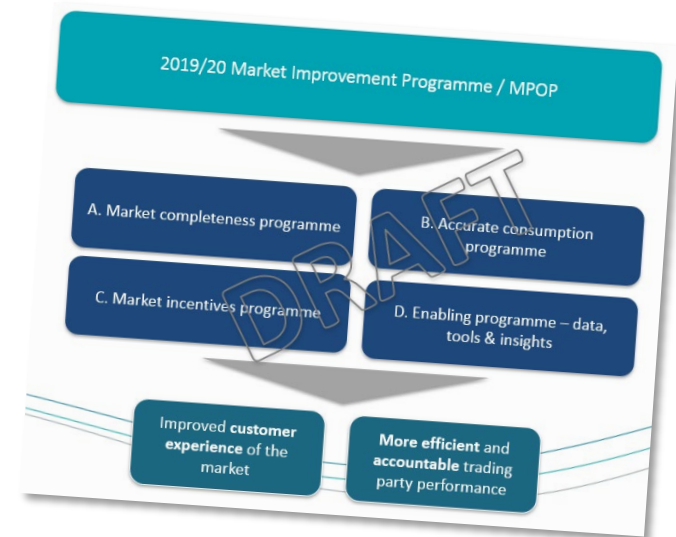 2019/20 Market Improvement Programme / MPOP
A. Market completeness programme
B. Accurate consumption
programme
C. Market incentives programme
D. Enabling programme – data,
tools & insights
DRAFT
Improved customer
experience of the
market
More efficient and
accountable trading
party performance